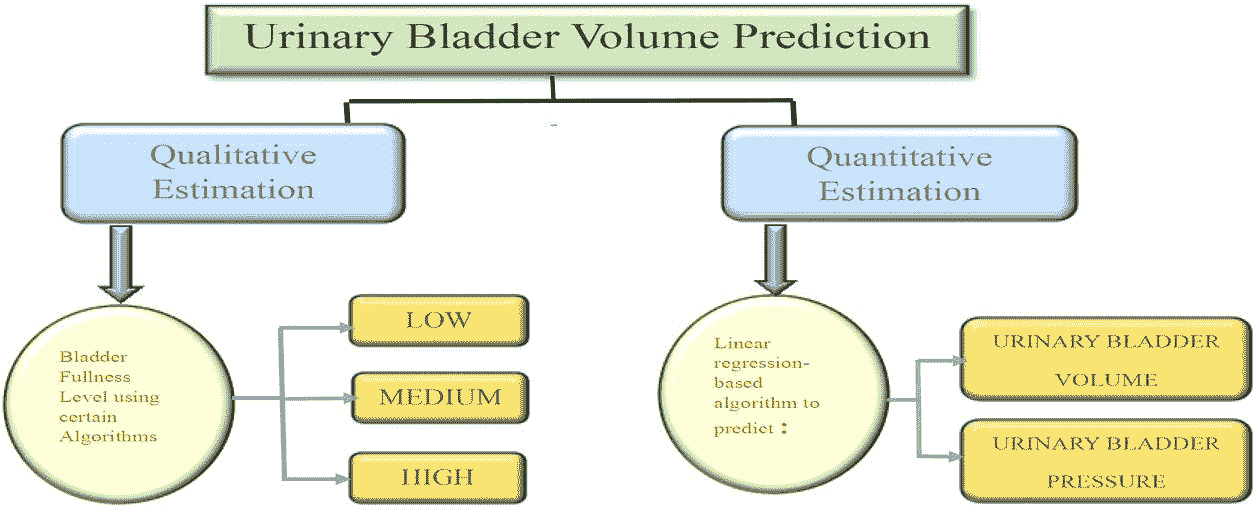 Urinary Bladder Volume Prediction
Qualitative
Estimation
Quantitative
Estimation
Bladder
Fullness
Level using
certain
Algorithms
LOW
MEDIUM
HIGH
Linear
regression-
based
algorithm to
predict :
URINARY BLADDER
VOLUME
URINARY BLADDER
PRESSURE